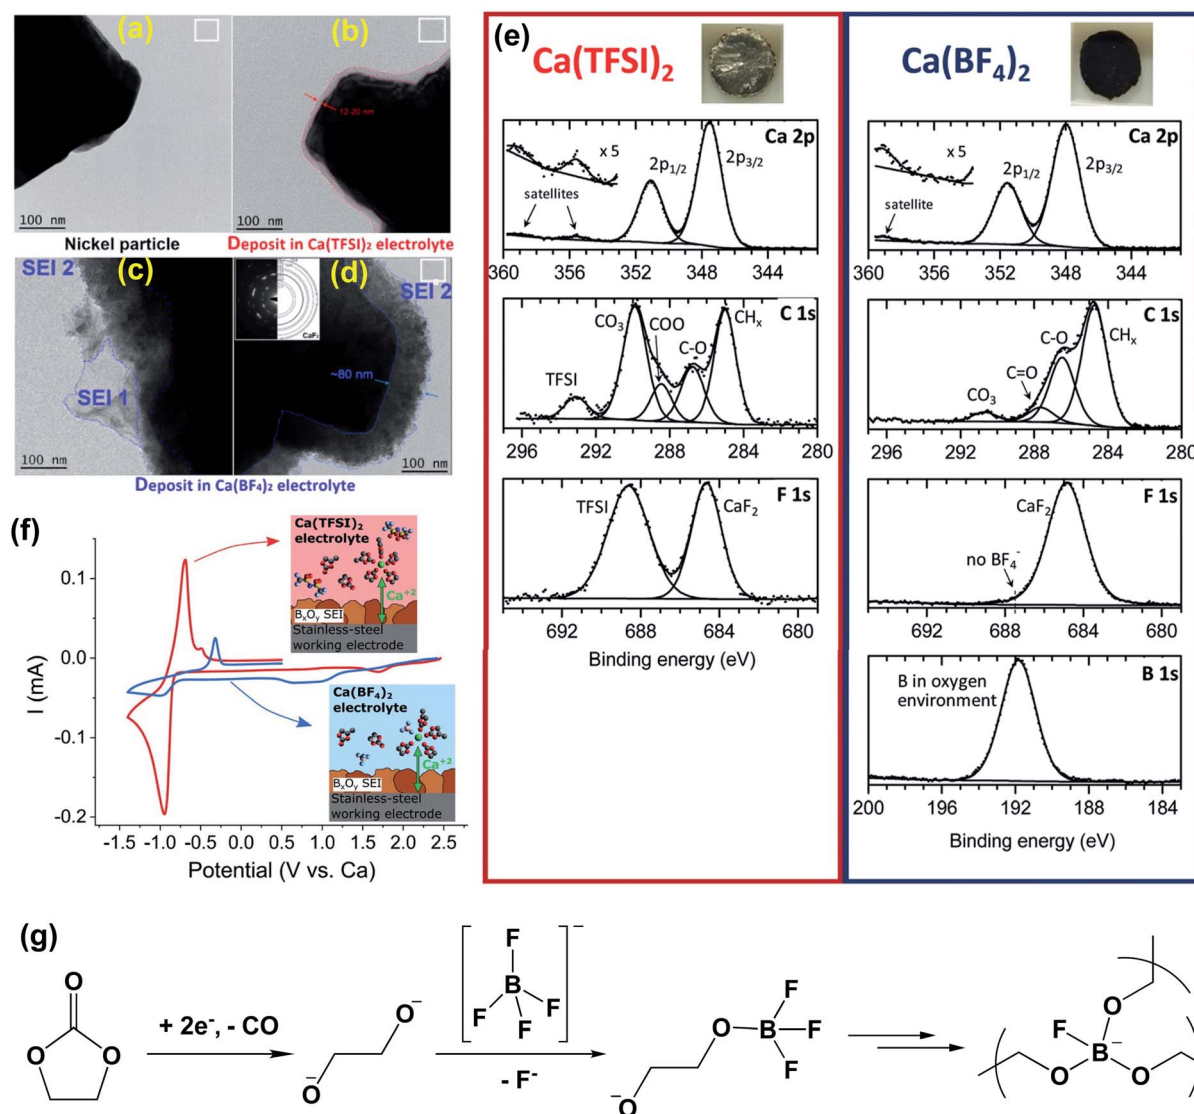 (a)
100 nm
Nickel particle
(b)
12-20 nm
100 nm
Deposit in Ca(TFSI)₂ electrolyte
SEI 2
(c)
SEI 1
100 nm
(d)
SEI 2
CaF₂
~80 nm
100 nm
Deposit in Ca(BF₄)₂ electrolyte
(e)
Ca(TFSI)₂
Ca 2p
x 5
2p₁/₂
2p₃/₂
satellites
360 356 352 348 344
C 1s
CO₃
COO
C-O
CHₓ
TFSI
296 292 288 284 280
F 1s
TFSI
CaF₂
692 688 684 680
Binding energy (eV)
Ca(BF₄)₂
Ca 2p
x 5
2p₁/₂
2p₃/₂
satellite
360 356 352 348 344
C 1s
C-O
CHₓ
C=O
CO₃
296 292 288 284 280
F 1s
CaF₂
no BF₄⁻
692 688 684 680
B 1s
B in oxygen
environment
200 196 192 188 184
Binding energy (eV)
(f)
Ca(TFSI)₂
electrolyte
Ca⁺²
BₓOᵧ SEI
Stainless-steel
working electrode
Ca(BF₄)₂
electrolyte
Ca⁺²
BₓOᵧ SEI
Stainless-steel
working electrode
I (mA)
0.1
0.0
-0.1
-0.2
-1.5 -1.0 -0.5 0.0 0.5 1.0 1.5 2.0 2.5
Potential (V vs. Ca)
(g)
O
O O
+ 2e⁻, - CO
O⁻
⁻O
F
B
F F F
⁻
- F⁻
F
O B F
F
⁻O
O
F
B⁻
O O